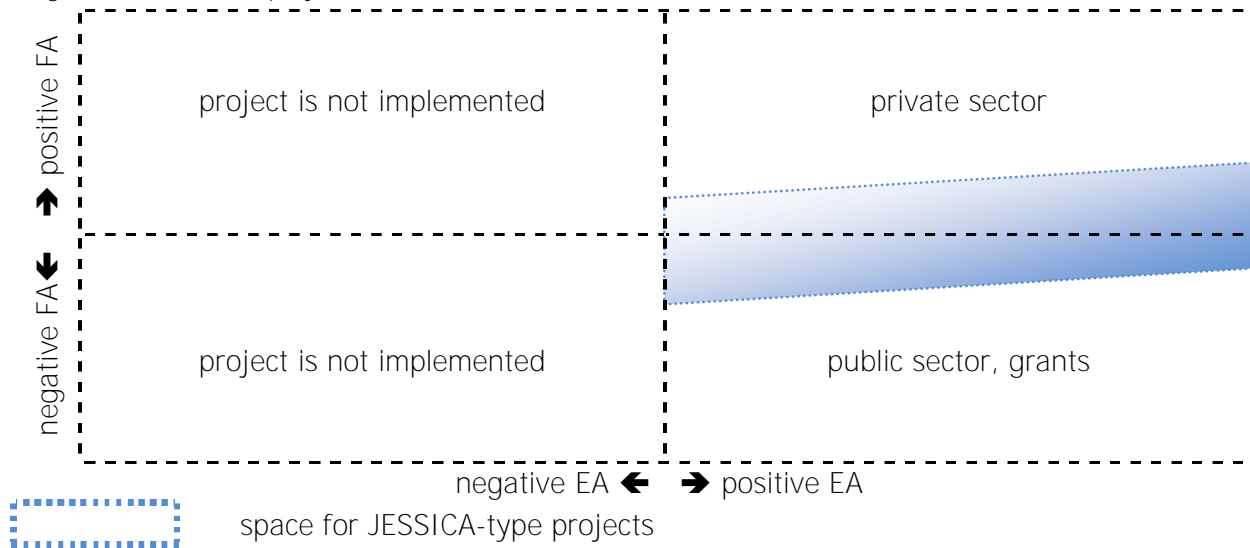 positive FA
project is not implemented
private sector
negative FA
project is not implemented
public sector, grants
negative EA
positive EA
space for JESSICA-type projects